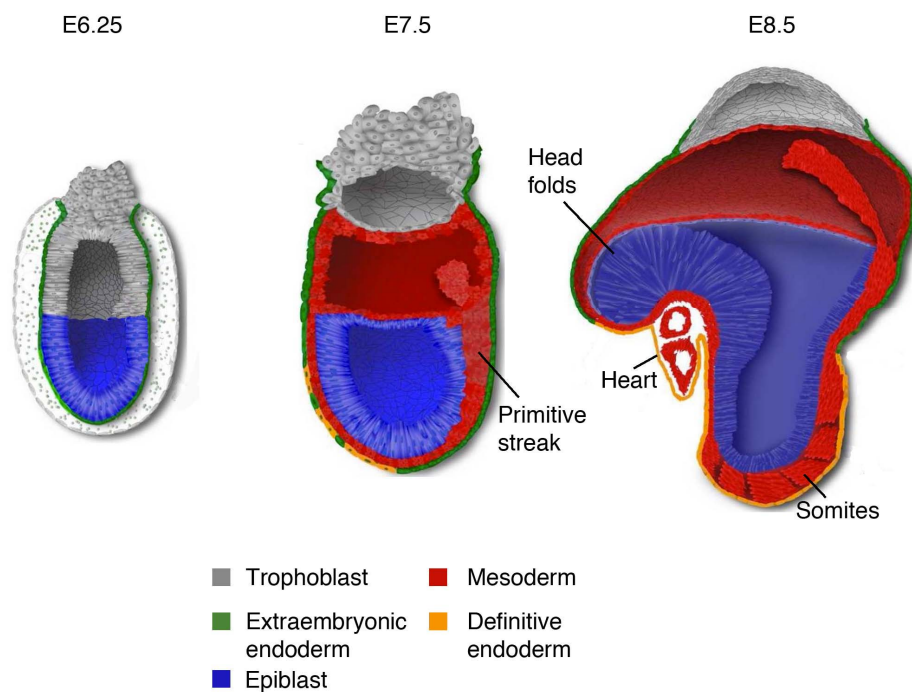 E6.25
E7.5
E8.5
Head
folds
Heart
Primitive
streak
Somites
Trophoblast
Mesoderm
Extraembryonic
endoderm
Definitive
endoderm
Epiblast